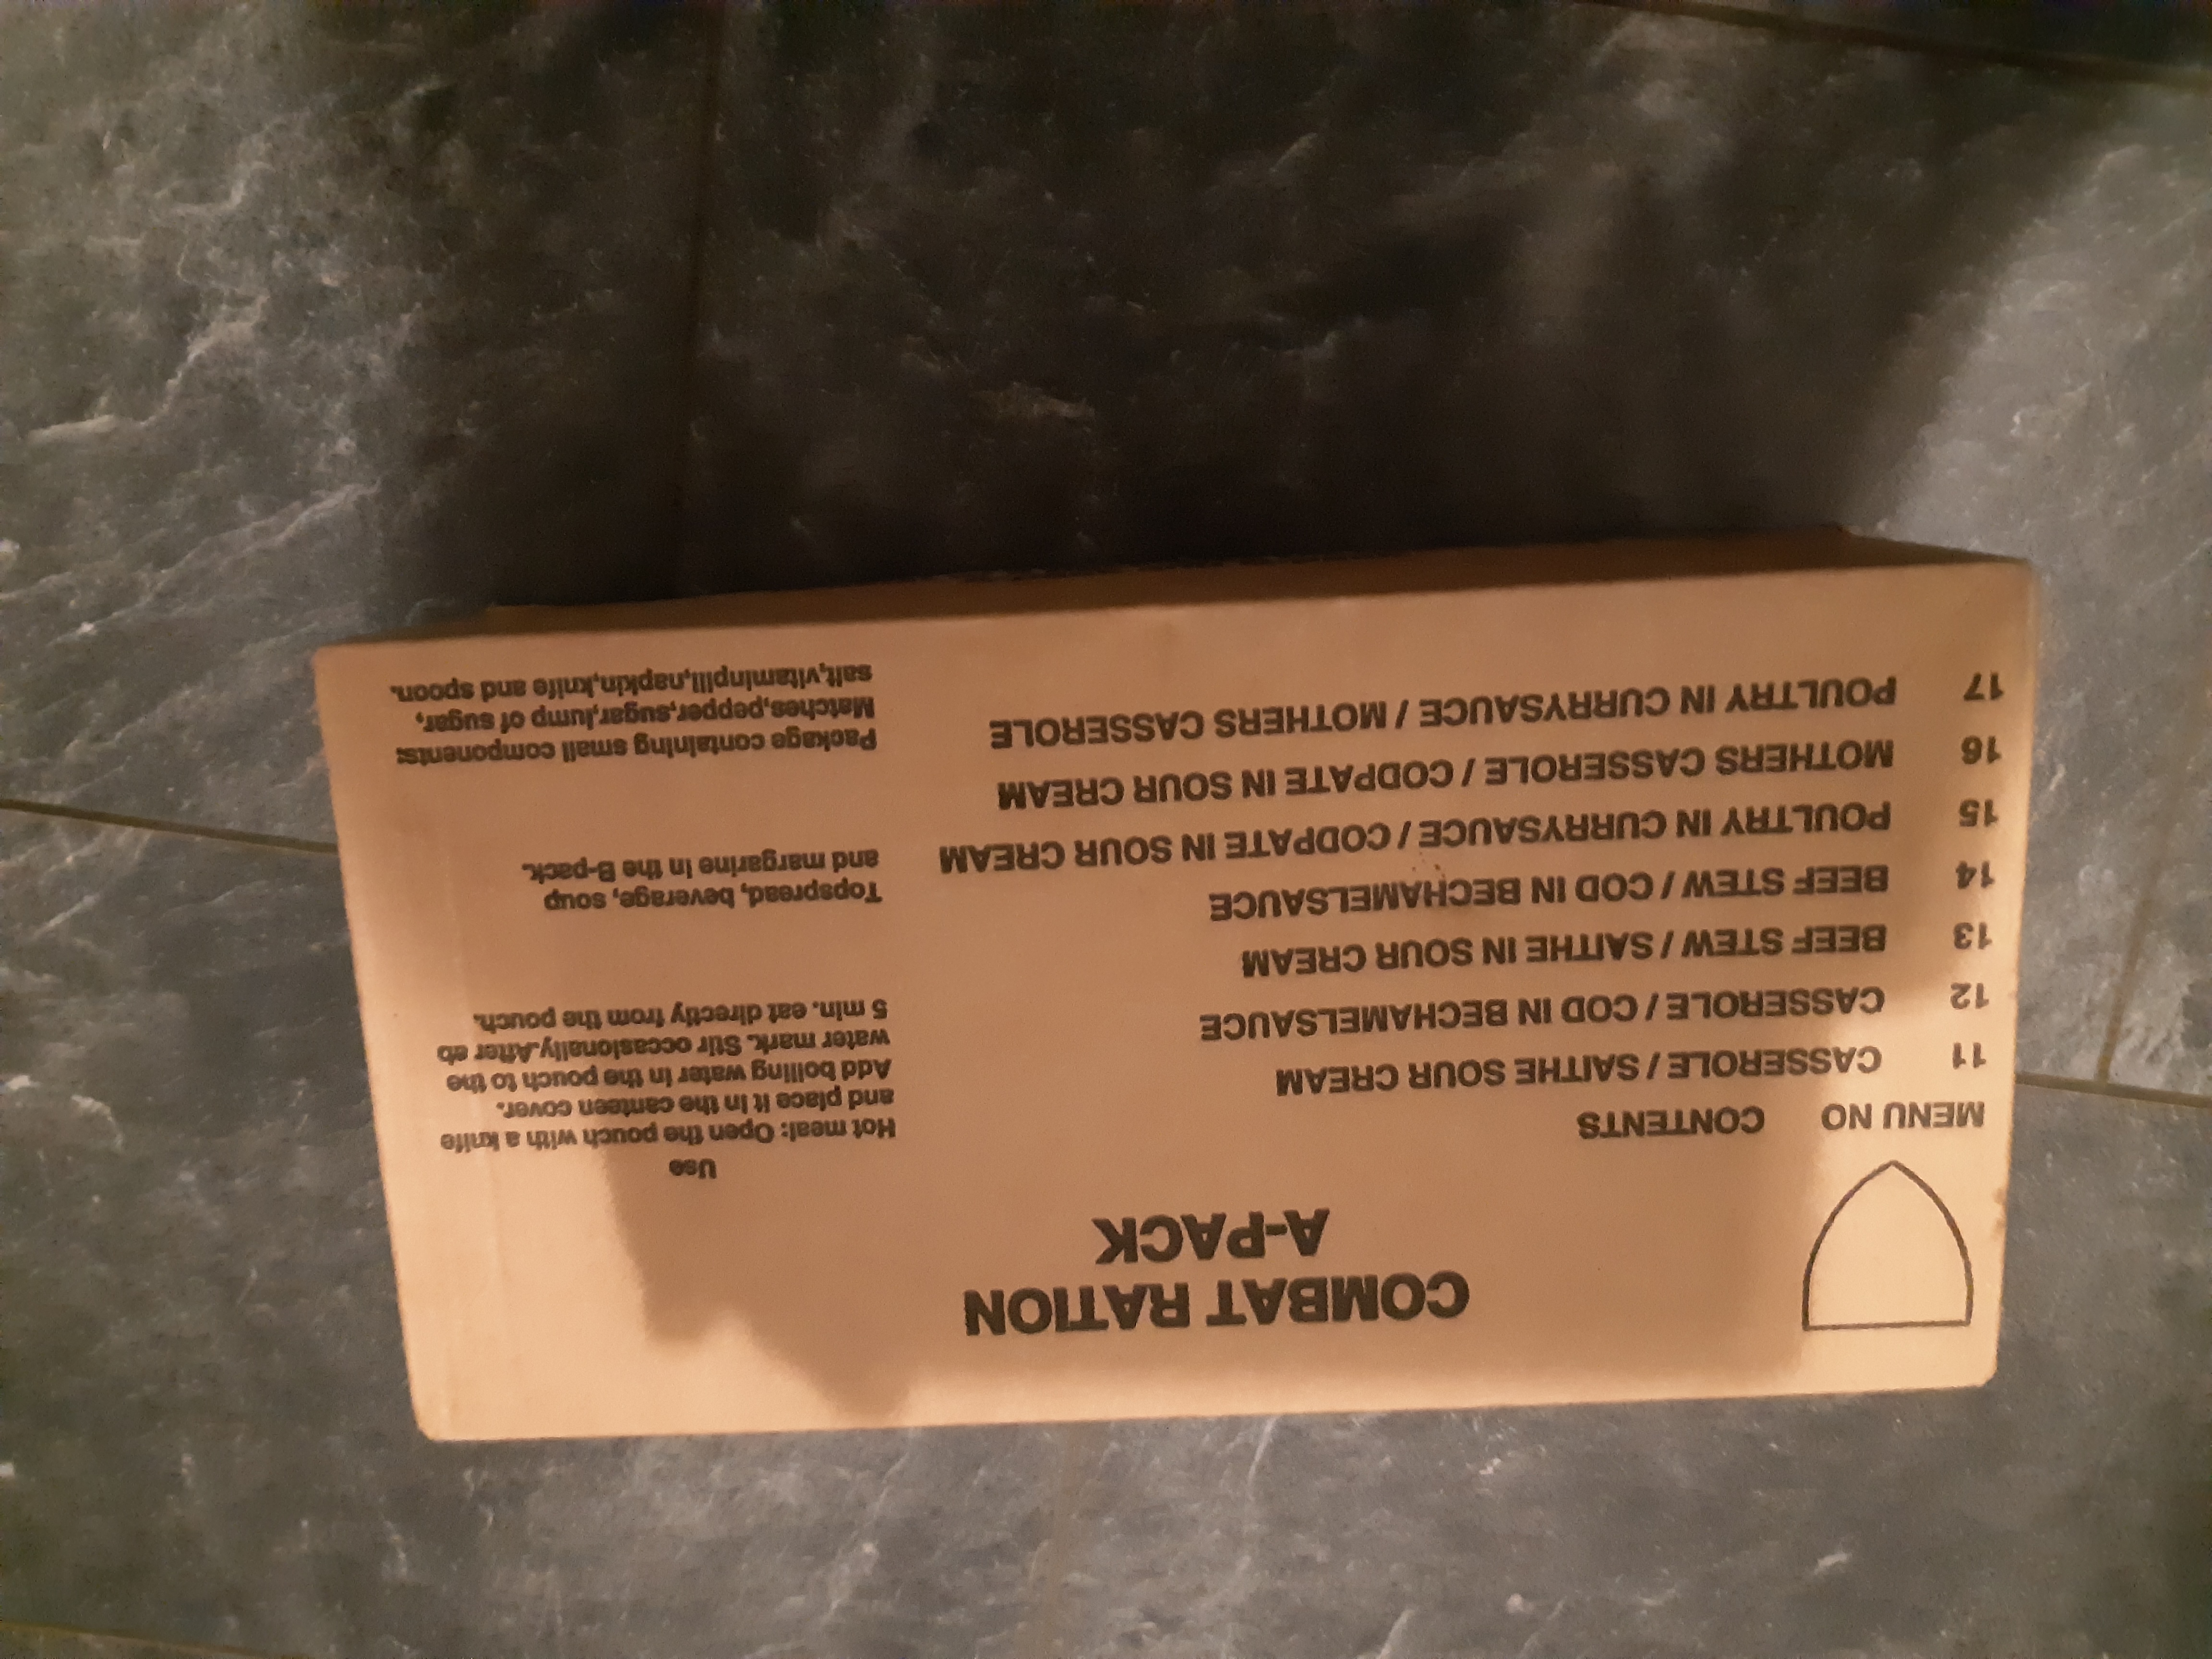 COMBAT RATION
A-PACK
MENU NO CONTENTS
11 CASSEROLE / SAITHE SOUR CREAM
12 CASSEROLE / COD IN BECHAMELSAUCE
13 BEEF STEW / SAITHE IN SOUR CREAM
14 BEEF STEW / COD IN BECHAMELSAUCE
15 POULTRY IN CURRYSAUCE / CODPATE IN SOUR CREAM
16 MOTHERS CASSEROLE / CODPATE IN SOUR CREAM
17 POULTRY IN CURRYSAUCE / MOTHERS CASSEROLE
Use
Hot meal: Open the pouch with a knife
and place it in the canteen cover.
Add boiling water in the pouch to the
water mark. Stir occasionally.After eb
5 min. eat directly from the pouch.
Topspread, beverage, soup
and margarine in the B-pack.
Package containing small components:
Matches,pepper,sugar,lump of sugar,
salt,vitaminpill,napkin,knife and spoon.